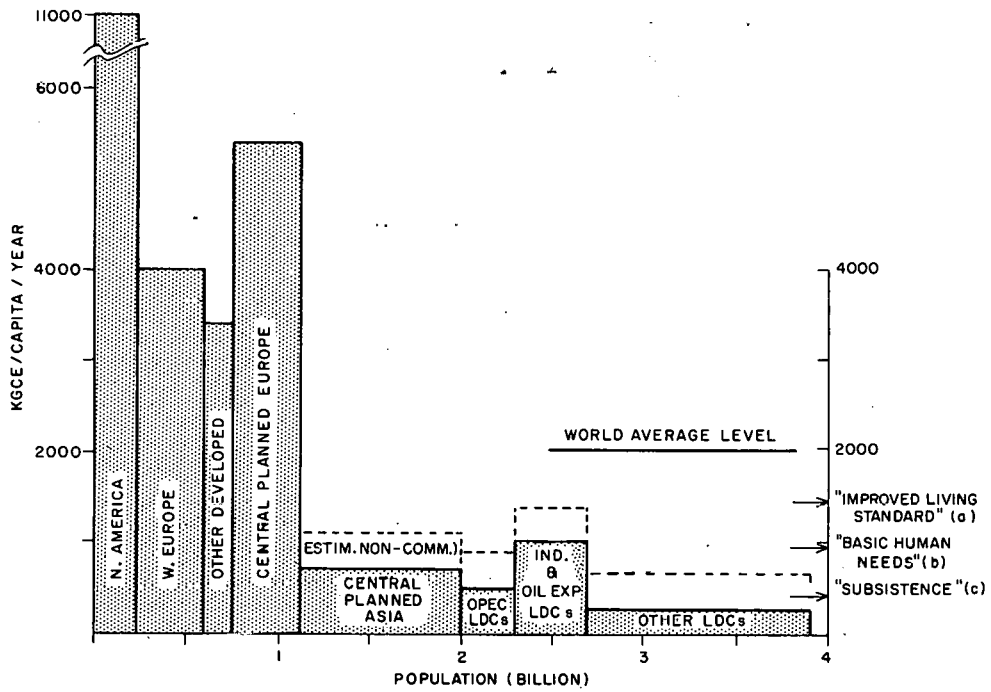 11000
6000
4000
2000
KGCE/CAPITA/YEAR
N. AMERICA
W. EUROPE
OTHER DEVELOPED
CENTRAL PLANNED EUROPE
(ESTIM. NON-COMM.)
CENTRAL
PLANNED
ASIA
OPEC
LDCs
IND.
&
OIL EXP.
LDCs
OTHER LDCs
WORLD AVERAGE LEVEL
4000
2000
"IMPROVED LIVING
STANDARD" (a)
"BASIC HUMAN
NEEDS" (b)
"SUBSISTENCE" (c)
1
2
3
4
POPULATION (BILLION)